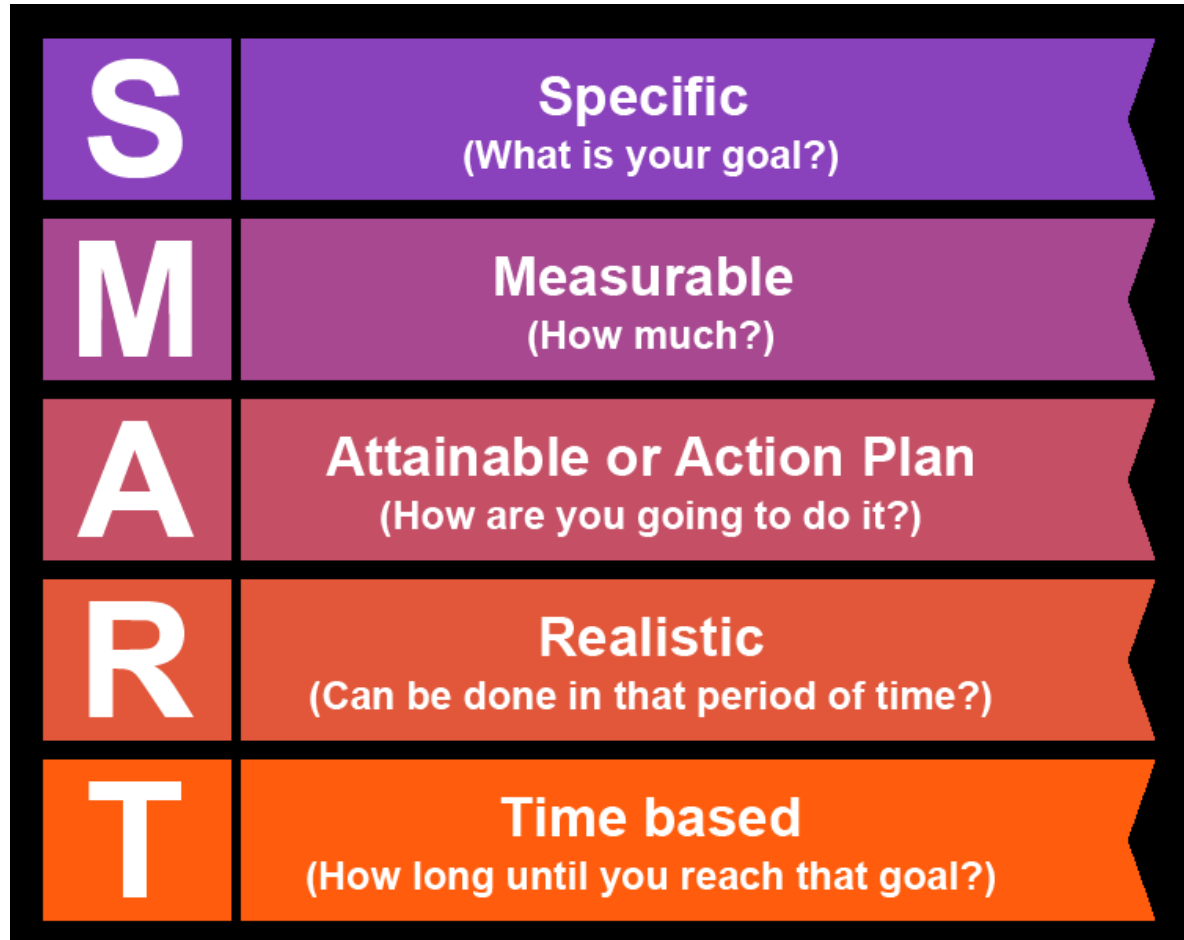 S
Specific
(What is your goal?)
M
Measurable
(How much?)
A
Attainable or Action Plan
(How are you going to do it?)
R
Realistic
(Can be done in that period of time?)
T
Time based
(How long until you reach that goal?)